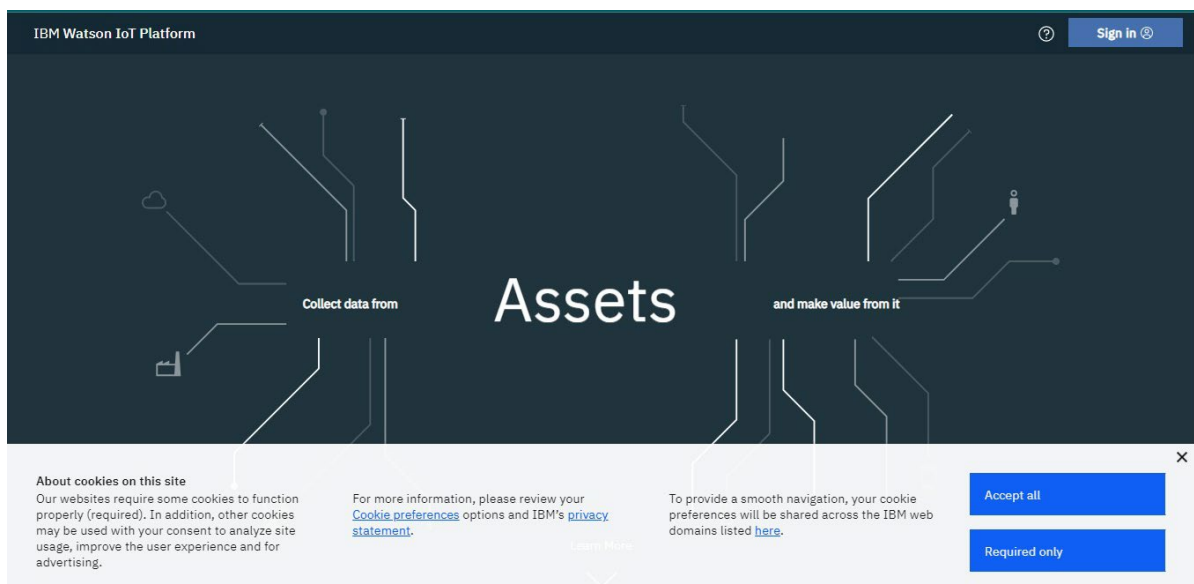 IBM Watson IoT Platform
Sign in
Collect data from
Assets
and make value from it
About cookies on this site
Our websites require some cookies to function
properly (required). In addition, other cookies
may be used with your consent to analyze site
usage, improve the user experience and for
advertising.
For more information, please review your
Cookie preferences options and IBM's privacy
statement.
To provide a smooth navigation, your cookie
preferences will be shared across the IBM web
domains listed here.
Accept all
Required only
Learn More